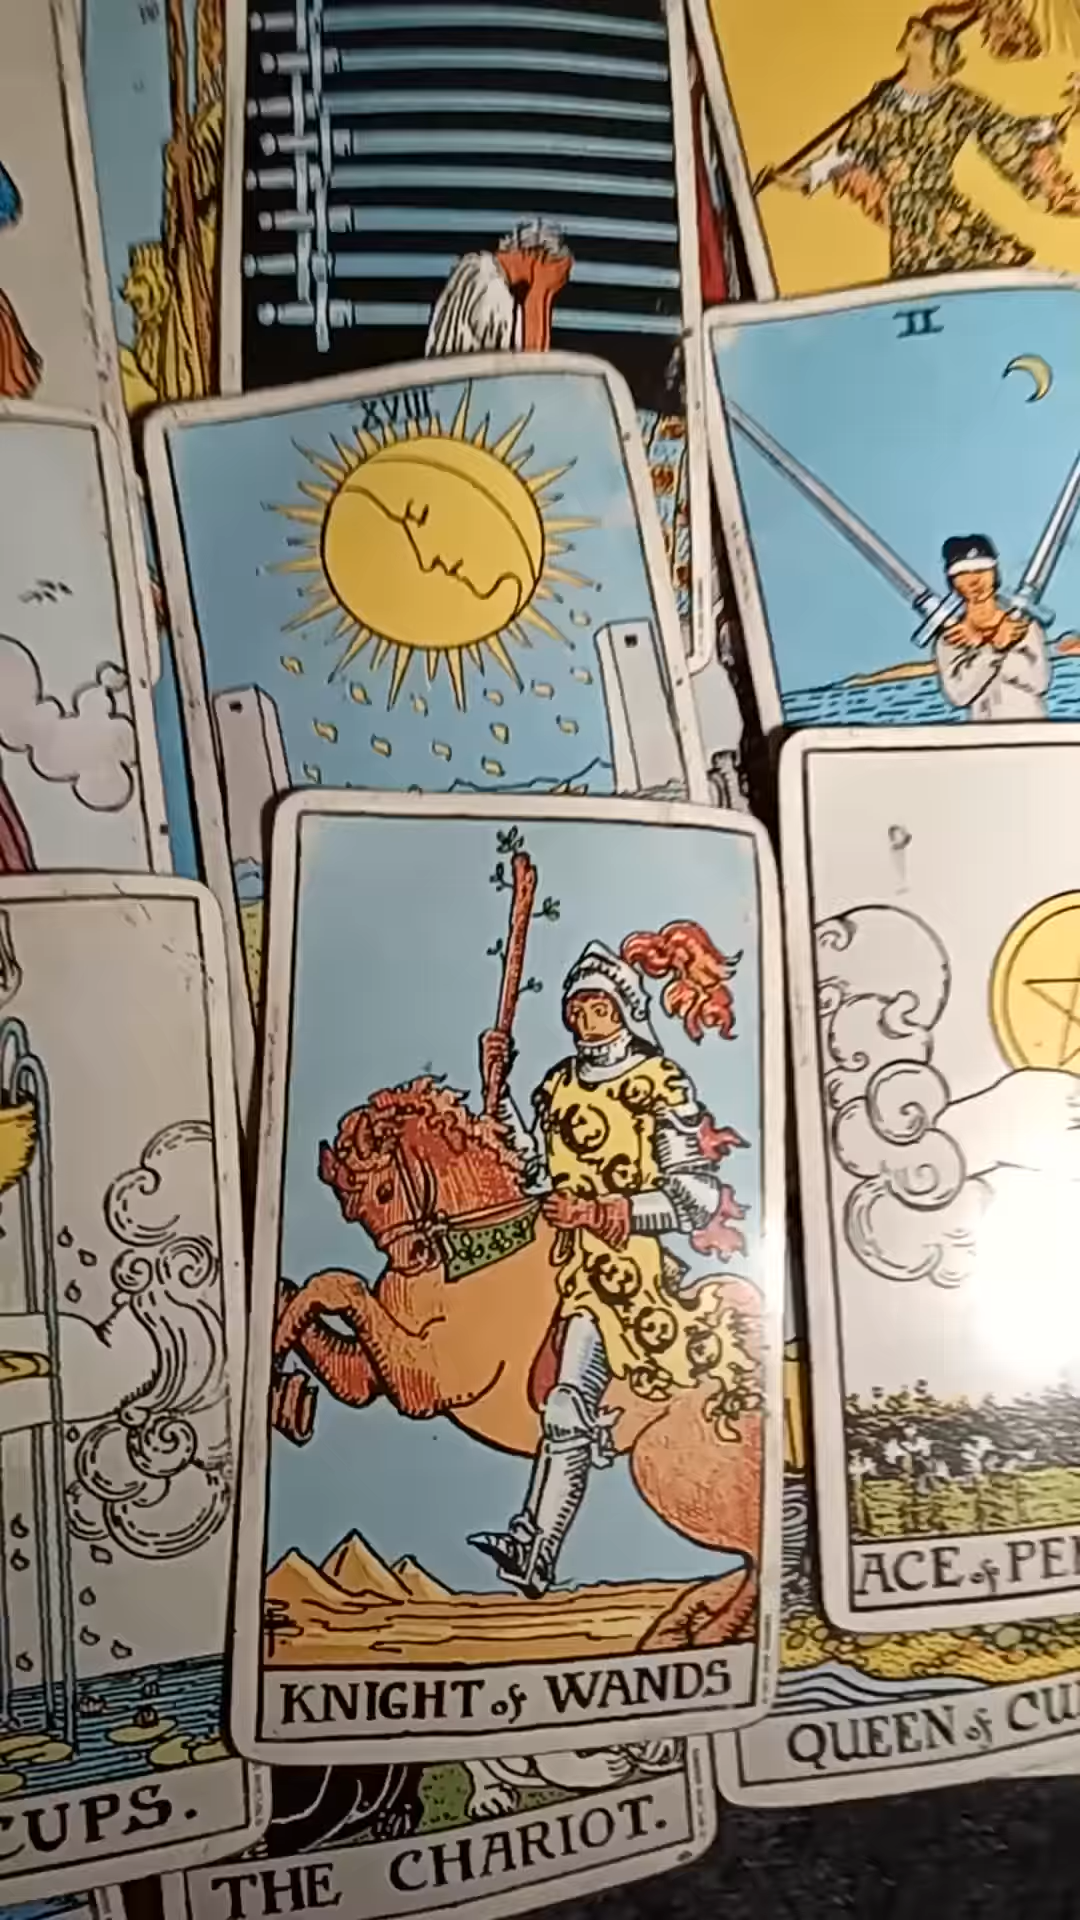 II
XVIII
ACE of PE
KNIGHT of WANDS
QUEEN of CU
CUPS.
THE CHARIOT.